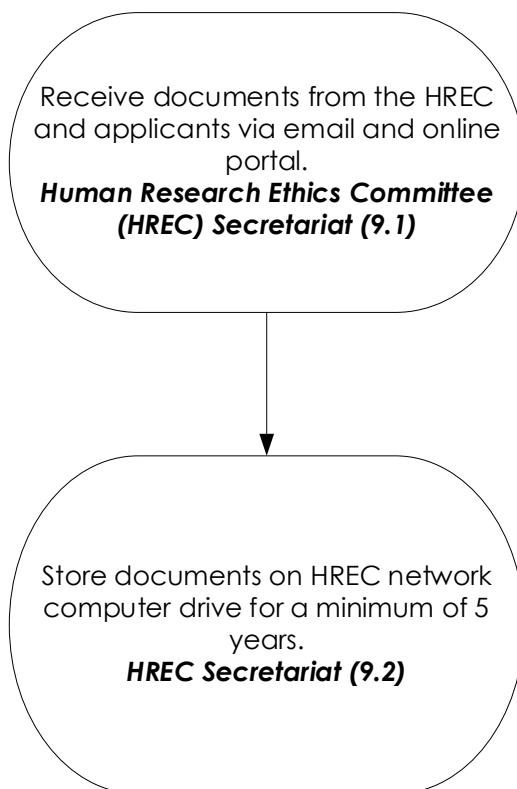 Receive documents from the HREC
and applicants via email and online
portal.
Human Research Ethics Committee
(HREC) Secretariat (9.1)
Store documents on HREC network
computer drive for a minimum of 5
years.
HREC Secretariat (9.2)